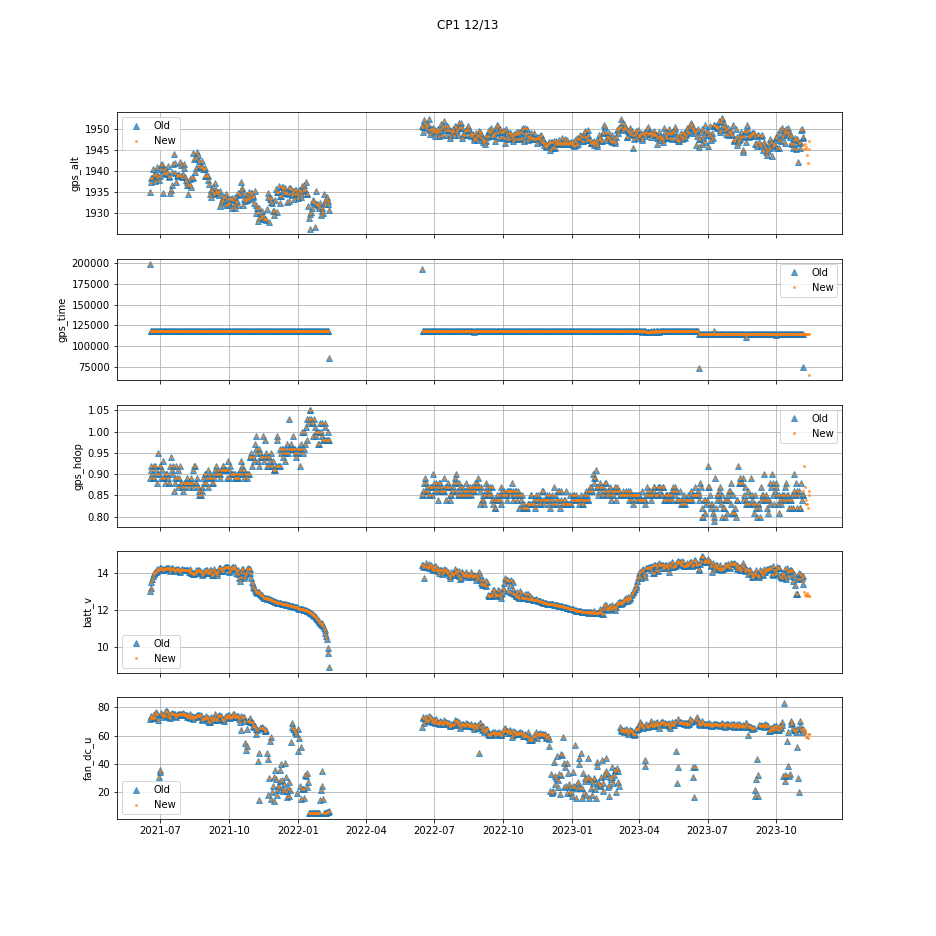 CP1 12/13
gps_alt
1950
1945
1940
1935
1930
Old
New
gps_time
200000
175000
150000
125000
100000
75000
Old
New
gps_hdop
1.05
1.00
0.95
0.90
0.85
0.80
Old
New
batt_v
14
12
10
Old
New
fan_dc_u
80
60
40
20
Old
New
2021-07 2021-10 2022-01 2022-04 2022-07 2022-10 2023-01 2023-04 2023-07 2023-10